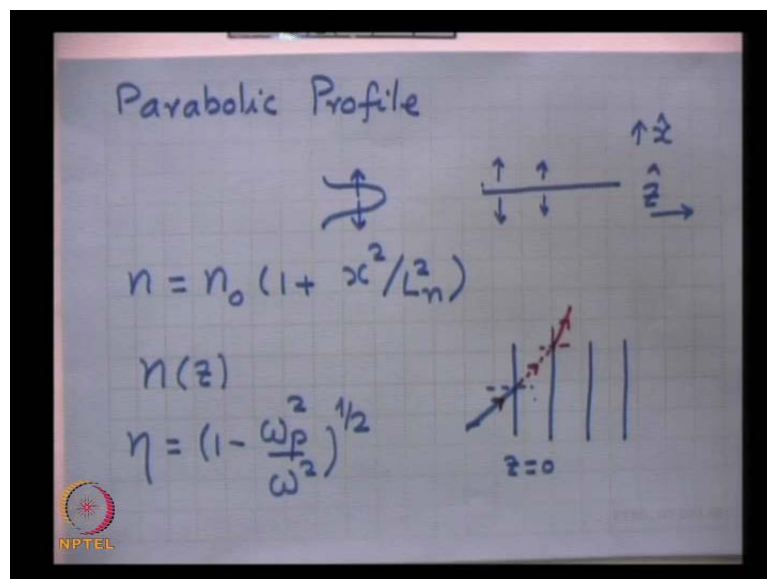 Parabolic Profile
↑ x̂
ẑ →
n = n₀ (1 + x²/Lₙ²)
n(z)
η = (1 - ωₚ²/ω²)^{1/2}
z=0
NPTEL